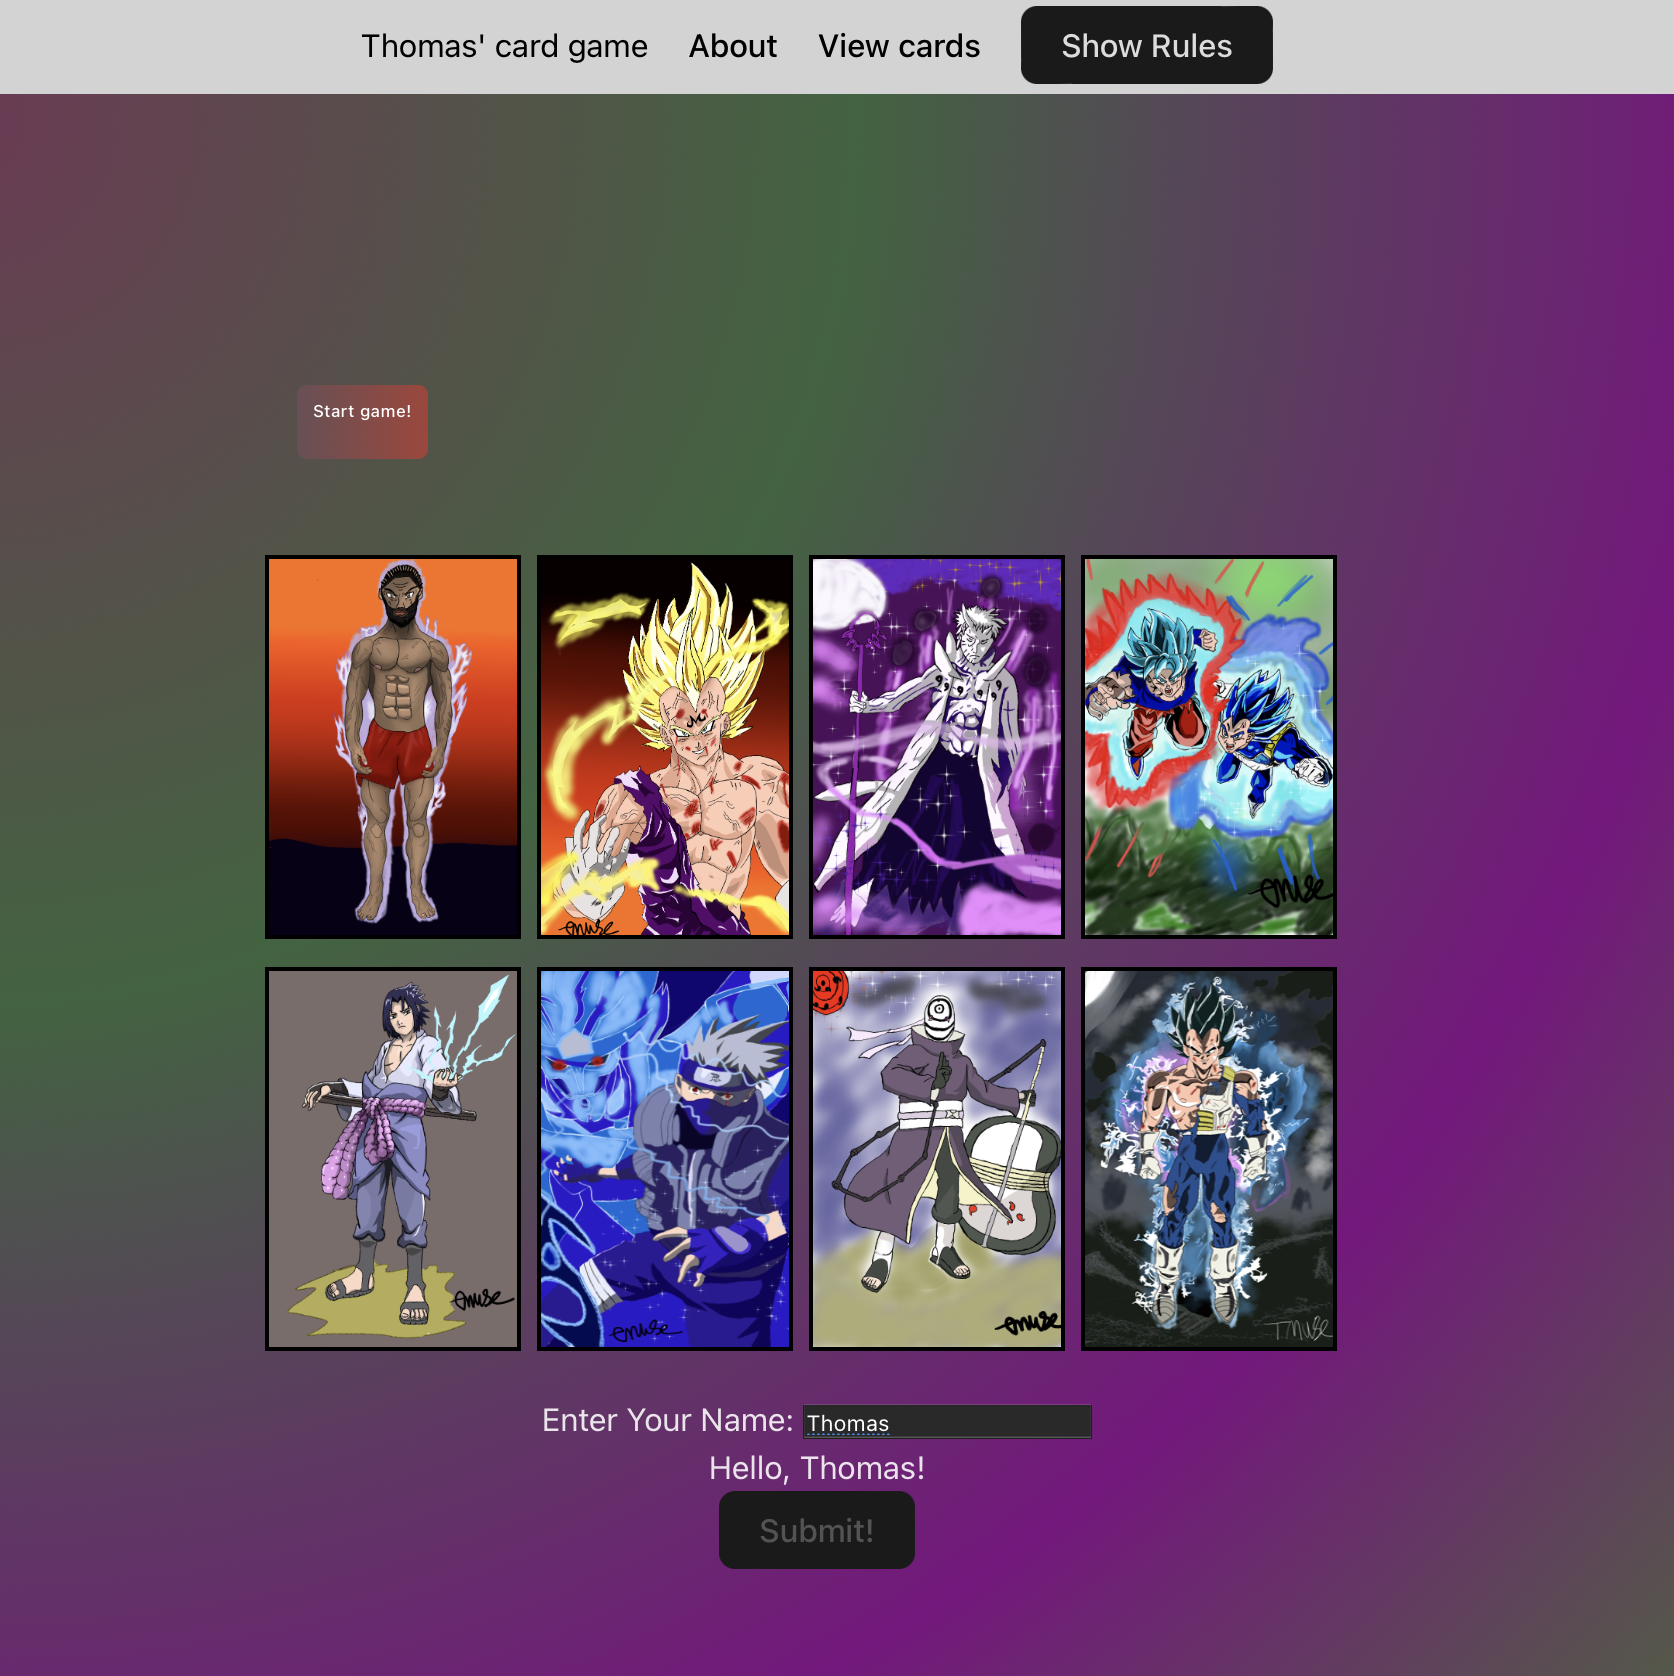 Thomas' card game About View cards Show Rules
Start game!
Enter Your Name: Thomas
Hello, Thomas!
Submit!